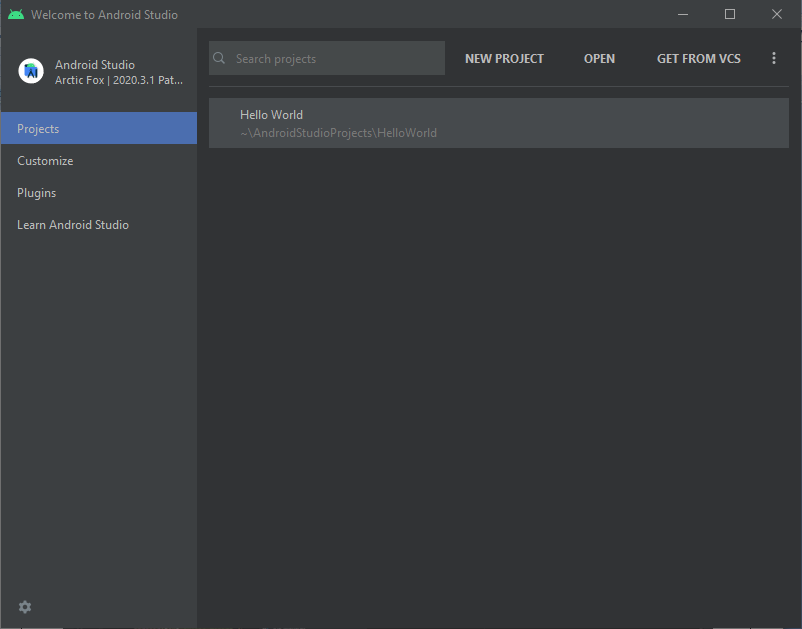 Welcome to Android Studio
Android Studio
Arctic Fox | 2020.3.1 Pat...
Search projects
NEW PROJECT
OPEN
GET FROM VCS
Projects
Customize
Plugins
Learn Android Studio
Hello World
~\AndroidStudioProjects\HelloWorld